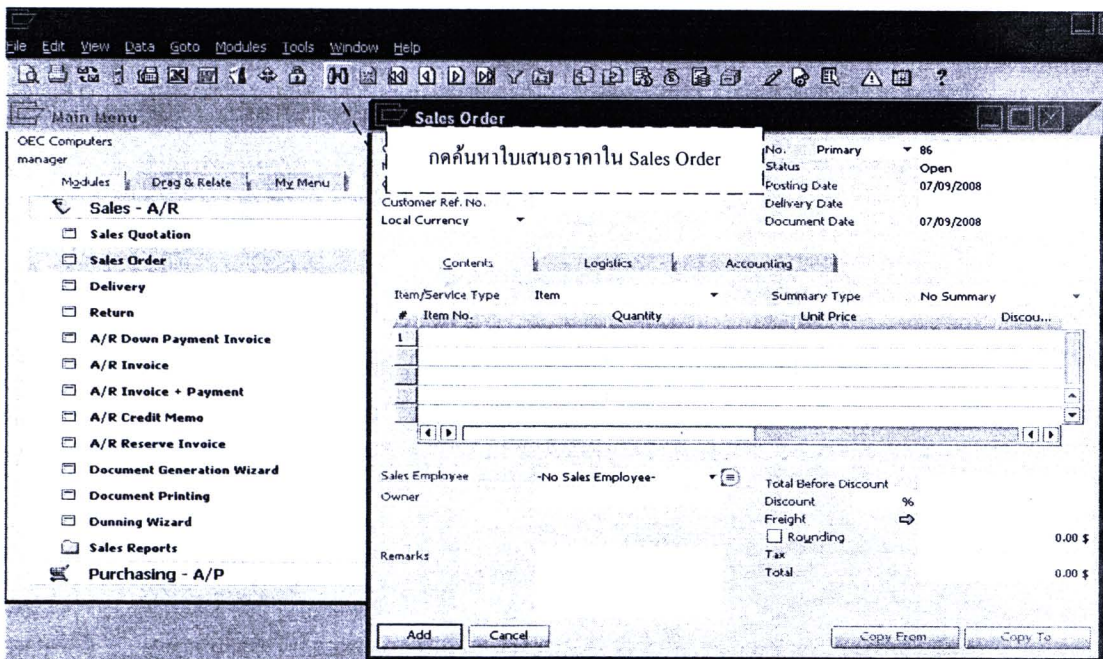 File Edit View Data Goto Modules Tools Window Help
Main Menu
OEC Computers
manager
Modules Drag & Relate My Menu
Sales - A/R
Sales Quotation
Sales Order
Delivery
Return
A/R Down Payment Invoice
A/R Invoice
A/R Invoice + Payment
A/R Credit Memo
A/R Reserve Invoice
Document Generation Wizard
Document Printing
Dunning Wizard
Sales Reports
Purchasing - A/P
Sales Order
กดค้นหาใบเสนอราคาใน Sales Order
No. Primary 86
Status Open
Posting Date 07/09/2008
Delivery Date
Document Date 07/09/2008
Customer Ref. No.
Local Currency
Contents Logistics Accounting
Item/Service Type Item Summary Type No Summary
# Item No. Quantity Unit Price Discou...
1
Sales Employee -No Sales Employee-
Owner
Remarks
Total Before Discount
Discount %
Freight
Rounding 0.00 $
Tax
Total 0.00 $
Add Cancel Copy From Copy To